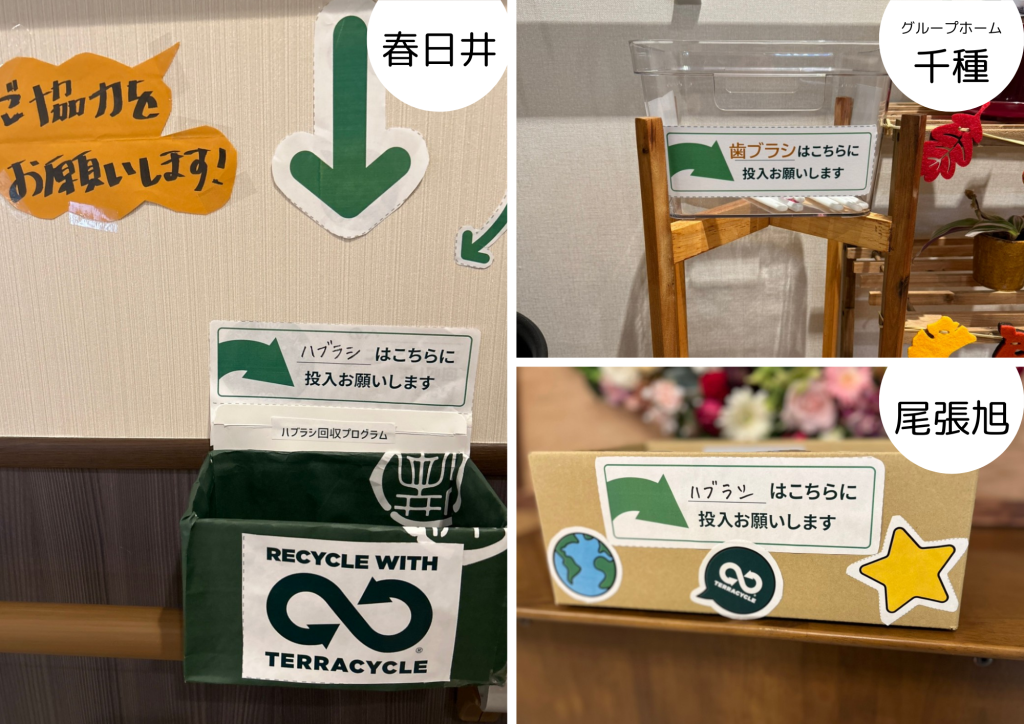 春日井
ご協力を
お願いします!
ハブラシはこちらに
投入お願いします
ハブラシ回収プログラム
RECYCLE WITH
TERRACYCLE
®
グループホーム
千種
歯ブラシはこちらに
投入お願いします
尾張旭
ハブラシはこちらに
投入お願いします
TERRACYCLE